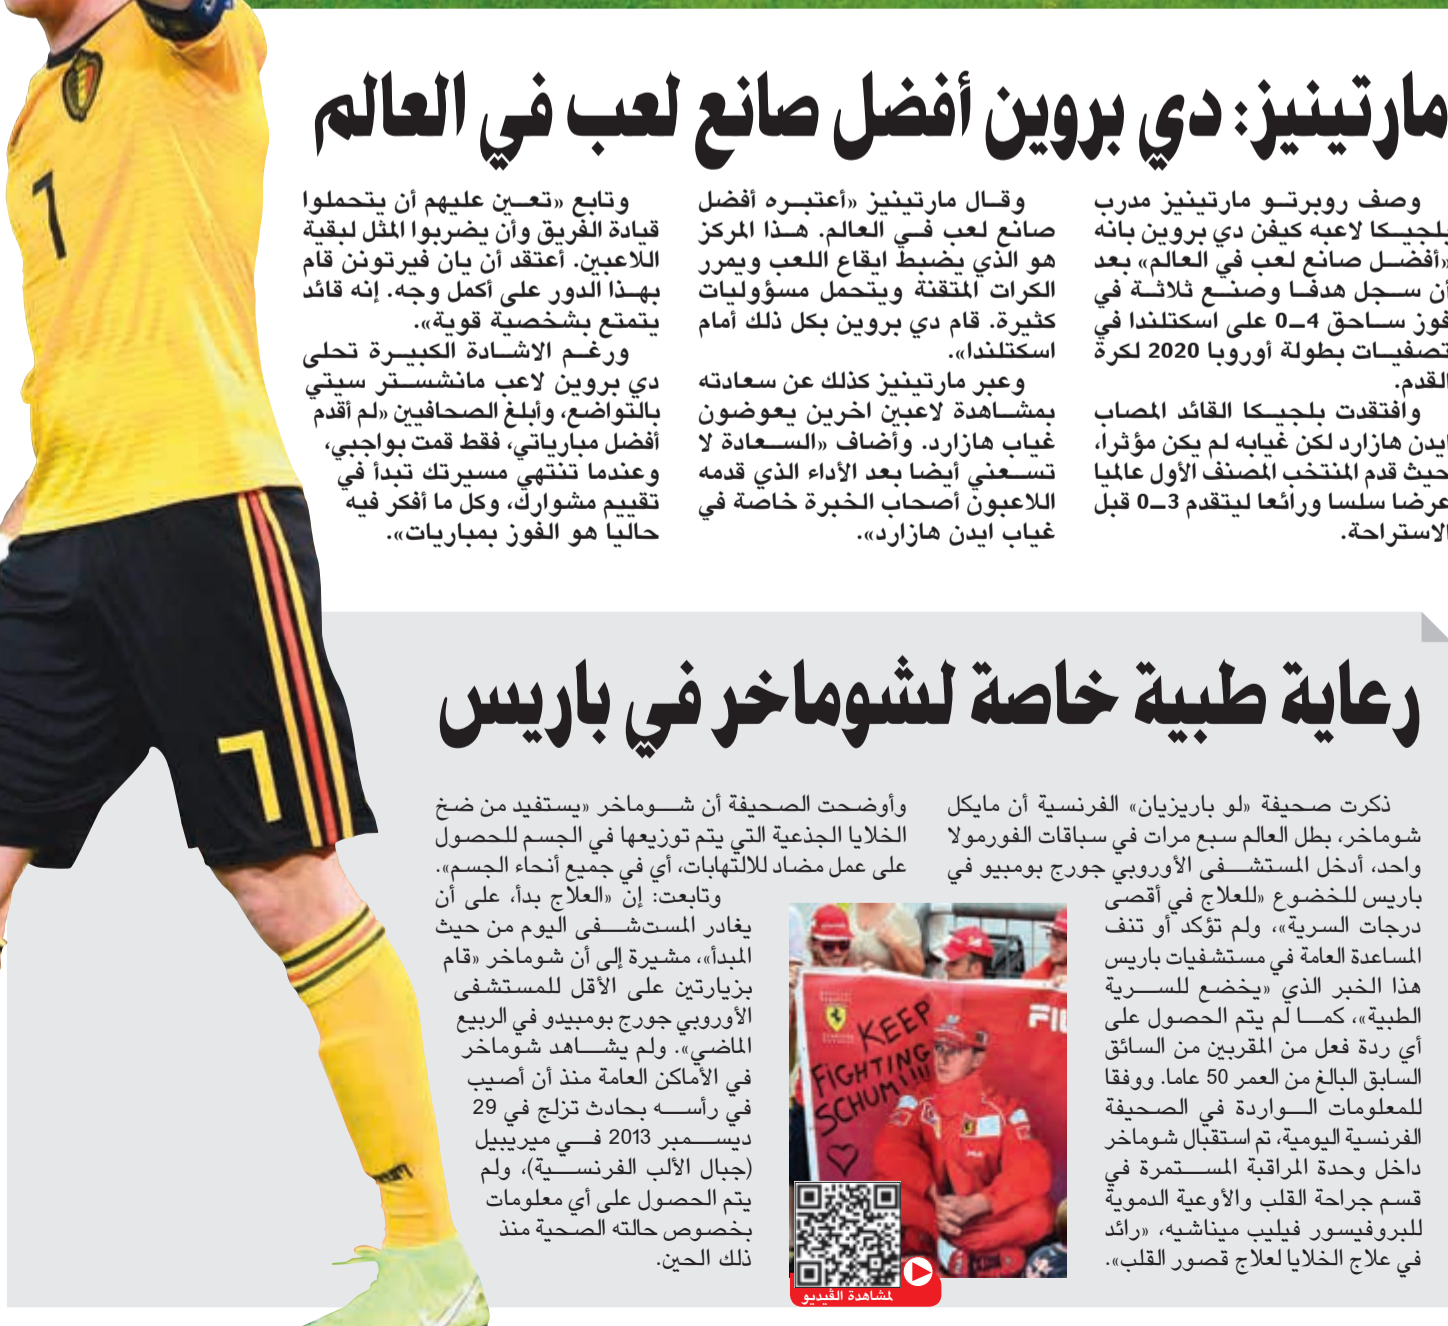 مارتينيز: دي بروين أفضل صانع لعب في العالم
وصف روبرتو مارتينيز مدرب
بلجيكا لاعبه كيفن دي بروين بانه
«أفضل صانع لعب في العالم» بعد
أن سجل هدفا وصنع ثلاثة في
فوز ساحق 4-0 على اسكتلندا في
تصفيات بطولة أوروبا 2020 لكرة
القدم.
وافتقدت بلجيكا القائد المصاب
ايدن هازارد لكن غيابه لم يكن مؤثرا،
حيث قدم المنتخب المصنف الأول عالميا
عرضا سلسا ورائعا ليتقدم 3-0 قبل
الاستراحة.
وقال مارتينيز «أعتبره أفضل
صانع لعب في العالم. هذا المركز
هو الذي يضبط ايقاع اللعب ويمرر
الكرات المتقنة ويتحمل مسؤوليات
كثيرة. قام دي بروين بكل ذلك أمام
اسكتلندا».
وعبر مارتينيز كذلك عن سعادته
بمشاهدة لاعبين اخرين يعوضون
غياب هازارد. وأضاف «السعادة لا
تسعني أيضا بعد الأداء الذي قدمه
اللاعبون أصحاب الخبرة خاصة في
غياب ايدن هازارد».
وتابع «تعين عليهم أن يتحملوا
قيادة الفريق وأن يضربوا المثل لبقية
اللاعبين. أعتقد أن يان فيرتونن قام
بهذا الدور على أكمل وجه. إنه قائد
يتمتع بشخصية قوية».
ورغم الاشادة الكبيرة تحلى
دي بروين لاعب مانشستر سيتي
بالتواضع، وأبلغ الصحافيين «لم أقدم
أفضل مبارياتي، فقط قمت بواجبي،
وعندما تنتهي مسيرتك تبدأ في
تقييم مشوارك، وكل ما أفكر فيه
حاليا هو الفوز بمباريات».
7
7
رعاية طبية خاصة لشوماخر في باريس
ذكرت صحيفة «لو باريزيان» الفرنسية أن مايكل
شوماخر، بطل العالم سبع مرات في سباقات الفورمولا
واحد، أدخل المستشفى الأوروبي جورج بومبيو في
باريس للخضوع «للعلاج في أقصى
درجات السرية»، ولم تؤكد أو تنف
المساعدة العامة في مستشفيات باريس
هذا الخبر الذي «يخضع للسرية
الطبية»، كما لم يتم الحصول على
أي ردة فعل من المقربين من السائق
السابق البالغ من العمر 50 عاما. ووفقا
للمعلومات الواردة في الصحيفة
الفرنسية اليومية، تم استقبال شوماخر
داخل وحدة المراقبة المستمرة في
قسم جراحة القلب والأوعية الدموية
للبروفيسور فيليب ميناشيه، «رائد
في علاج الخلايا لعلاج قصور القلب».
وأوضحت الصحيفة أن شوماخر «يستفيد من ضخ
الخلايا الجذعية التي يتم توزيعها في الجسم للحصول
على عمل مضاد للالتهابات، أي في جميع أنحاء الجسم».
وتابعت: إن «العلاج بدأ، على أن
يغادر المستشفى اليوم من حيث
المبدأ»، مشيرة إلى أن شوماخر «قام
بزيارتين على الأقل للمستشفى
الأوروبي جورج بومبيدو في الربيع
الماضي». ولم يشاهد شوماخر
في الأماكن العامة منذ أن أصيب
في رأسه بحادث تزلج في 29
ديسمبر 2013 في ميريبيل
(جبال الألب الفرنسية)، ولم
يتم الحصول على أي معلومات
بخصوص حالته الصحية منذ
ذلك الحين.
KEEP
FIGHTING
SCHUMI!!!
لمشاهدة الڤيديو